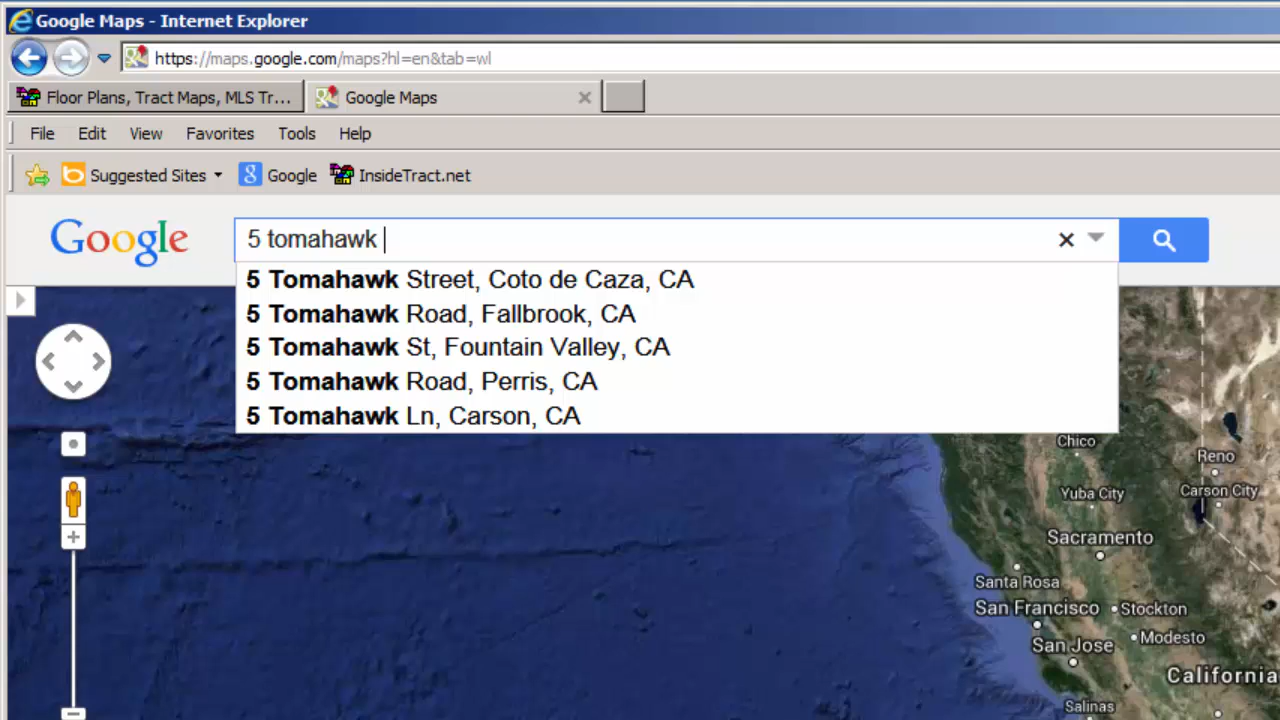 Google Maps - Internet Explorer
https://maps.google.com/maps?hl=en&tab=wl
Floor Plans, Tract Maps, MLS Tr... Google Maps
File Edit View Favorites Tools Help
Suggested Sites Google InsideTract.net
Google 5 tomahawk
5 Tomahawk Street, Coto de Caza, CA
5 Tomahawk Road, Fallbrook, CA
5 Tomahawk St, Fountain Valley, CA
5 Tomahawk Road, Perris, CA
5 Tomahawk Ln, Carson, CA
Chico
Reno
Yuba City Carson City
Sacramento
Santa Rosa
San Francisco Stockton
San Jose Modesto
California
Salinas